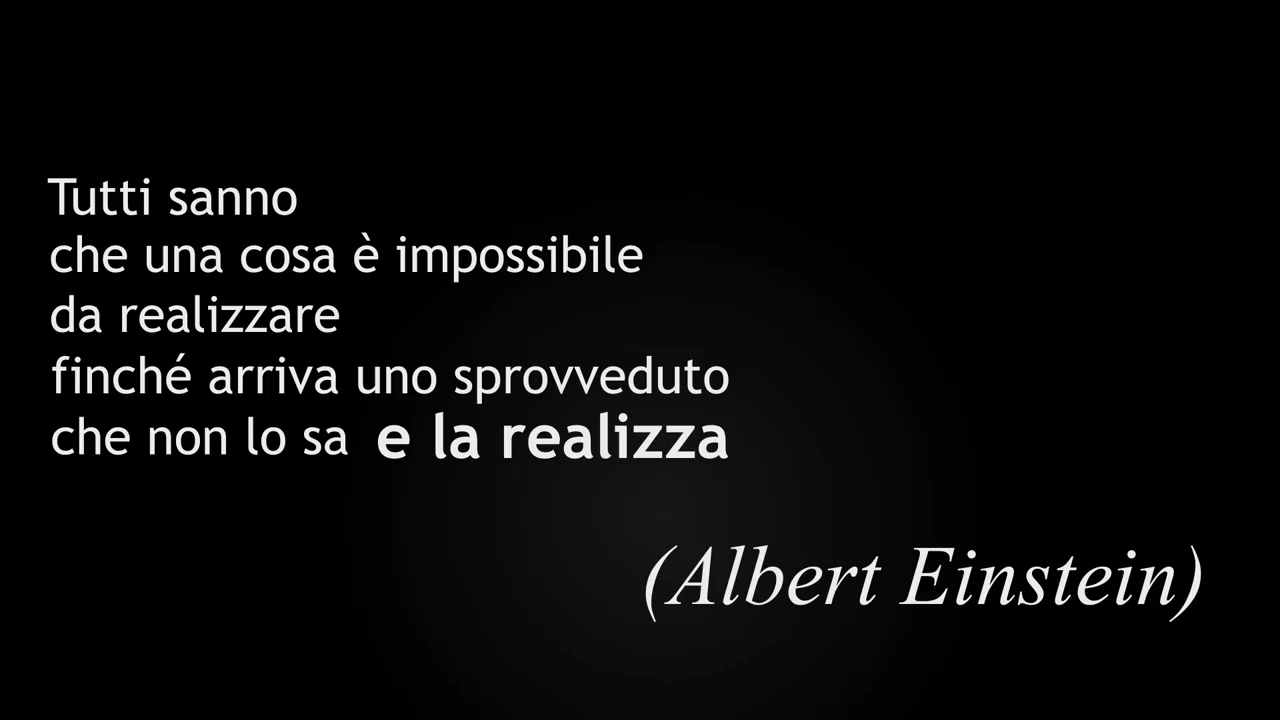 Tutti sanno
che una cosa è impossibile
da realizzare
finché arriva uno sprovveduto
che non lo sa e la realizza
(Albert Einstein)